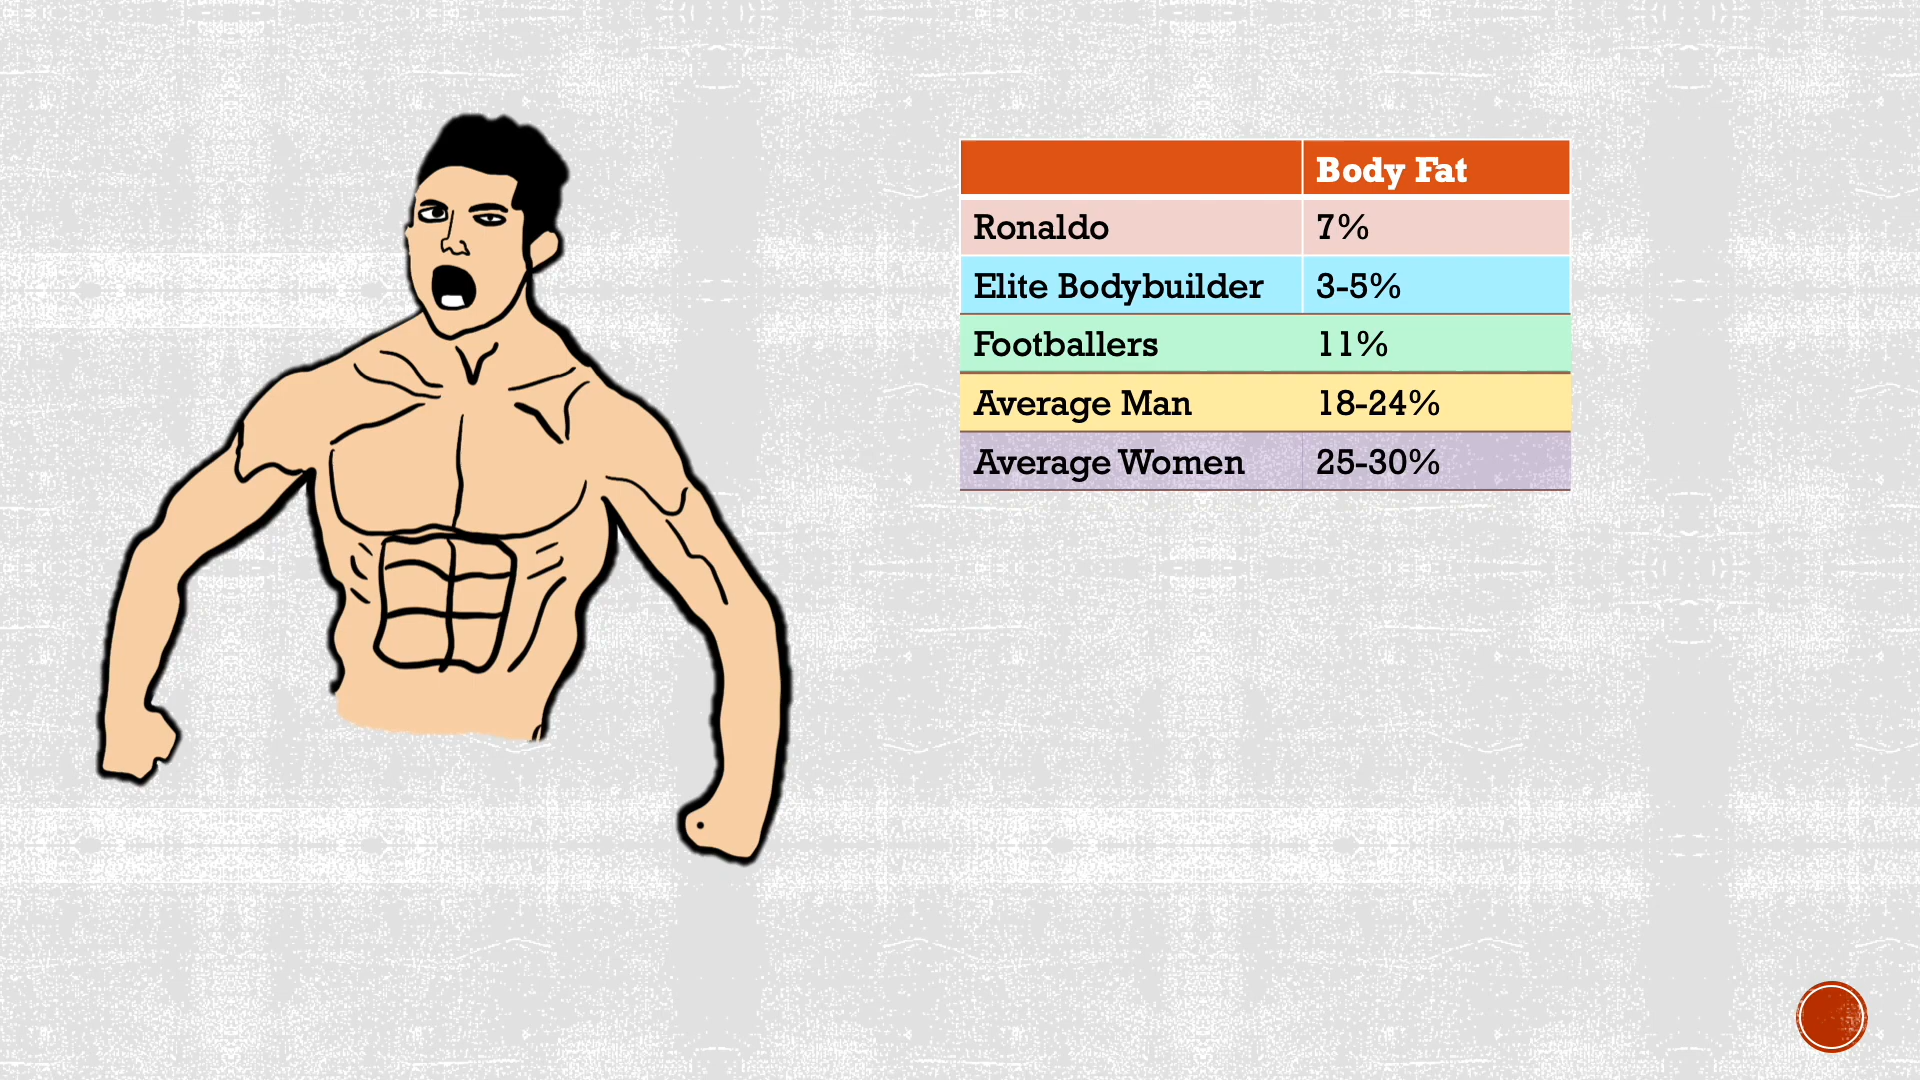 Body Fat
Ronaldo 7%
Elite Bodybuilder 3-5%
Footballers 11%
Average Man 18-24%
Average Women 25-30%